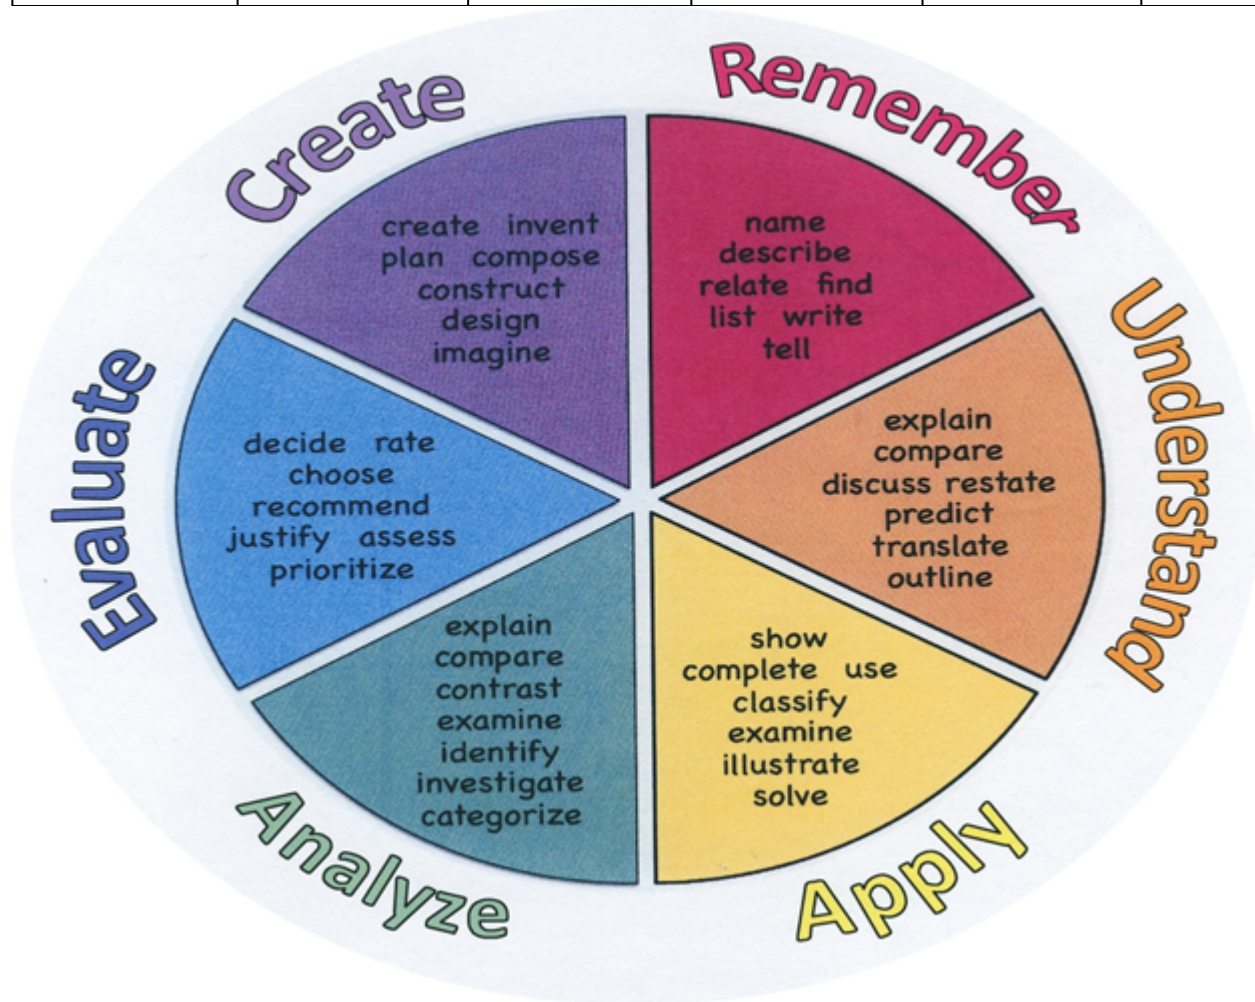 Remember
name
describe
relate find
list write
tell
Understand
explain
compare
discuss restate
predict
translate
outline
Apply
show
complete use
classify
examine
illustrate
solve
Analyze
explain
compare
contrast
examine
identify
investigate
categorize
Evaluate
decide rate
choose
recommend
justify assess
prioritize
Create
create invent
plan compose
construct
design
imagine